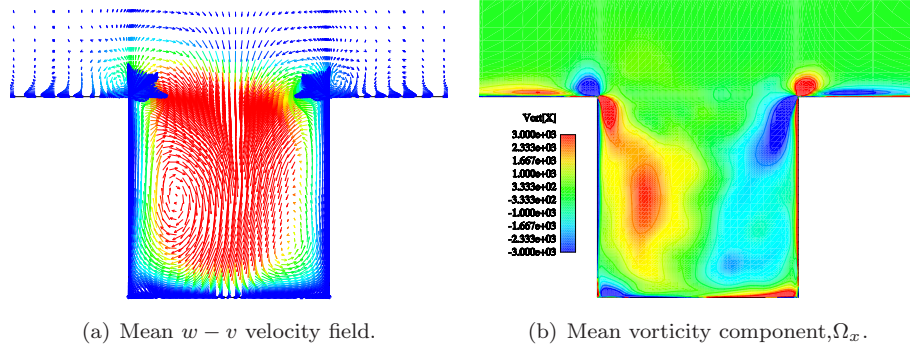 Vort[X]
3.000e+03
2.333e+03
1.667e+03
1.000e+03
3.333e+02
-3.333e+02
-1.000e+03
-1.667e+03
-2.333e+03
-3.000e+03
(a) Mean w − v velocity field.
(b) Mean vorticity component,Ωₓ.